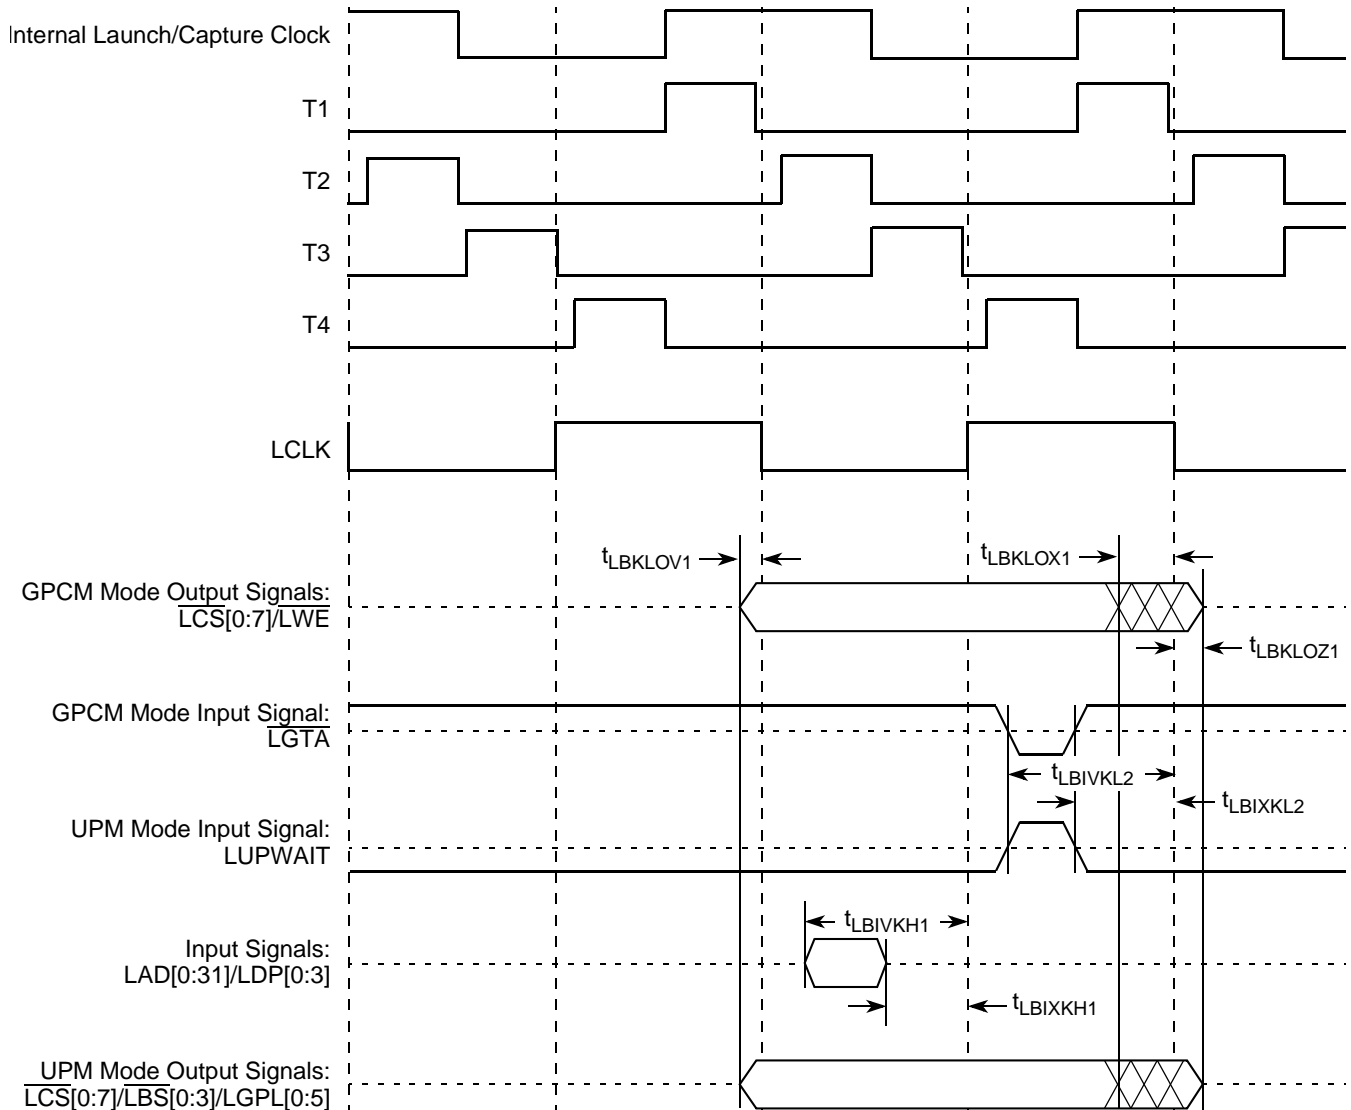 Internal Launch/Capture Clock
T1
T2
T3
T4
LCLK
tLBKLOV1
tLBKLOX1
GPCM Mode Output Signals:
LCS[0:7]/LWE
tLBKLOZ1
GPCM Mode Input Signal:
LGTA
tLBIVKL2
tLBIXKL2
UPM Mode Input Signal:
LUPWAIT
tLBIVKH1
Input Signals:
LAD[0:31]/LDP[0:3]
tLBIXKH1
UPM Mode Output Signals:
LCS[0:7]/LBS[0:3]/LGPL[0:5]